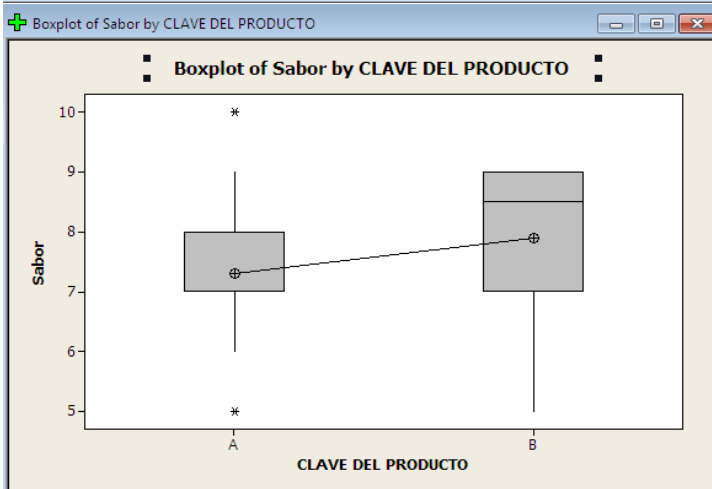 Boxplot of Sabor by CLAVE DEL PRODUCTO
Boxplot of Sabor by CLAVE DEL PRODUCTO
10
9
8
7
6
5
Sabor
A
B
CLAVE DEL PRODUCTO